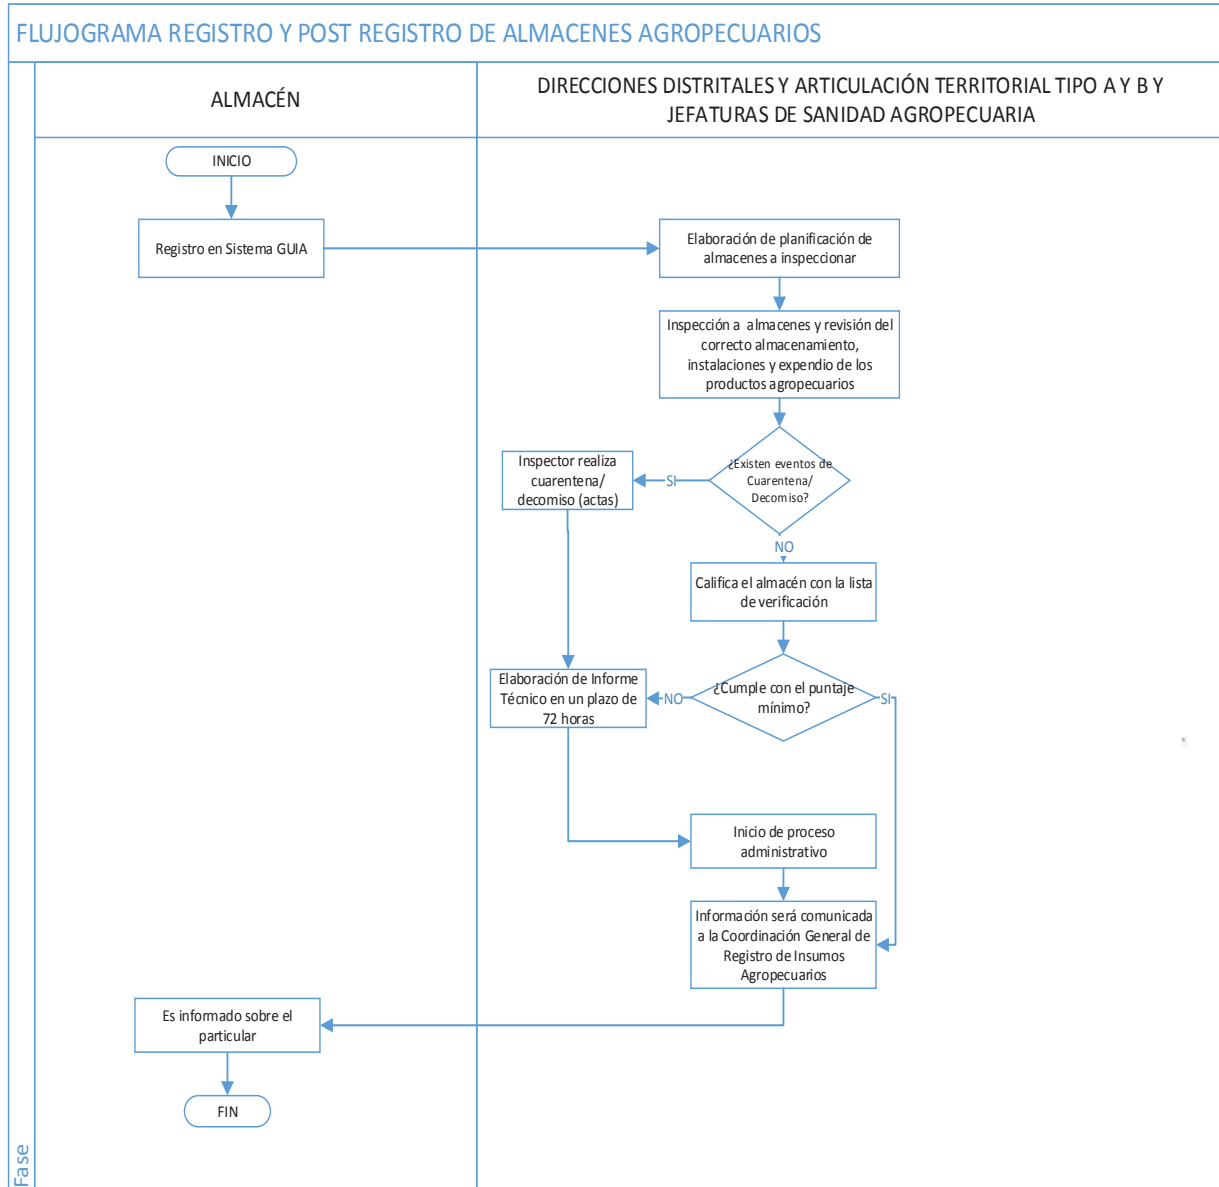 FLUJOGRAMA REGISTRO Y POST REGISTRO DE ALMACENES AGROPECUARIOS
ALMACÉN
DIRECCIONES DISTRITALES Y ARTICULACIÓN TERRITORIAL TIPO A Y B Y
JEFATURAS DE SANIDAD AGROPECUARIA
INICIO
Registro en Sistema GUIA
Elaboración de planificación de
almacenes a inspeccionar
Inspección a almacenes y revisión del
correcto almacenamiento,
instalaciones y expendio de los
productos agropecuarios
¿Existen eventos de
Cuarentena/
Decomiso?
SI
Inspector realiza
cuarentena/
decomiso (actas)
NO
Califica el almacén con la lista
de verificación
¿Cumple con el puntaje
mínimo?
NO
SI
Elaboración de Informe
Técnico en un plazo de
72 horas
Inicio de proceso
administrativo
Información será comunicada
a la Coordinación General de
Registro de Insumos
Agropecuarios
Es informado sobre el
particular
FIN
Fase